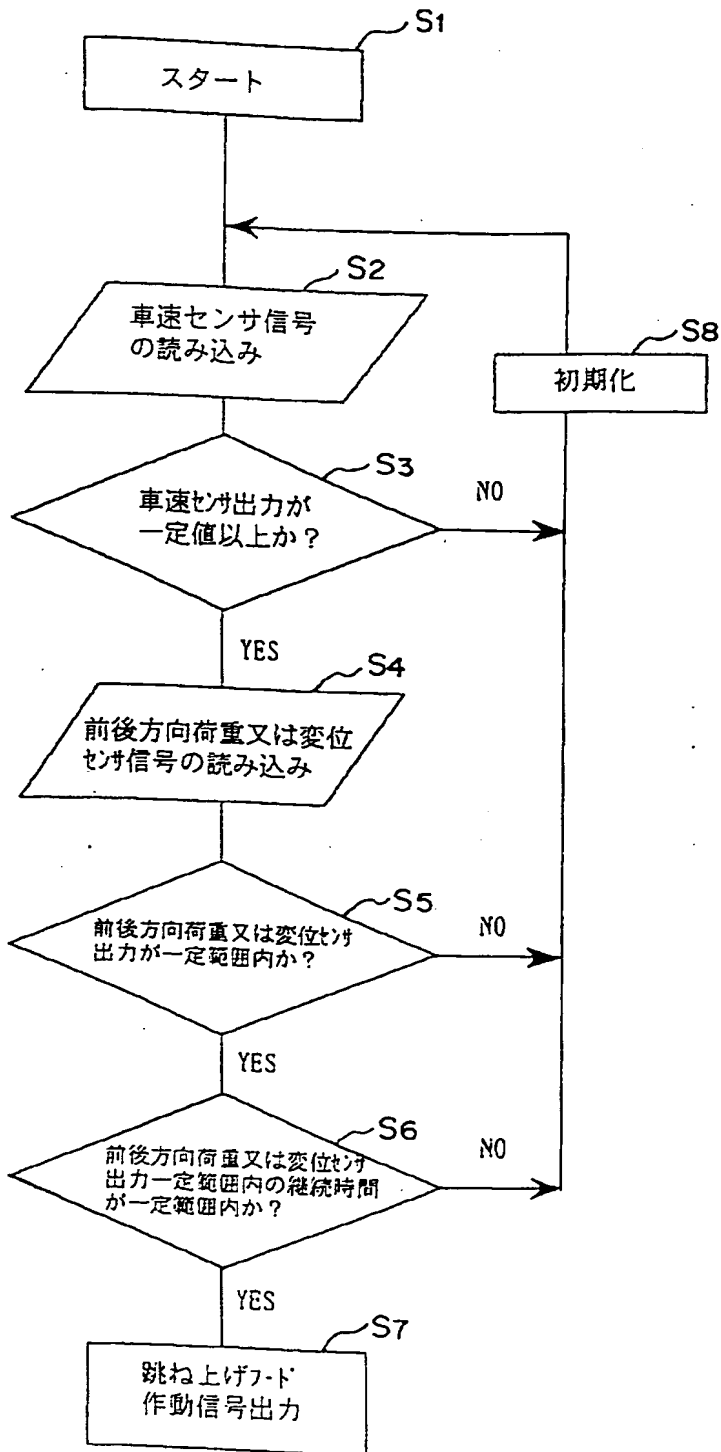 S1
スタート
S2
車速センサ信号
の読み込み
S8
初期化
S3
車速センサ出力が
一定値以上か？
NO
YES
S4
前後方向荷重又は変位
センサ信号の読み込み
S5
前後方向荷重又は変位センサ
出力が一定範囲内か？
NO
YES
S6
前後方向荷重又は変位センサ
出力一定範囲内の継続時間
が一定範囲内か？
NO
YES
S7
跳ね上げフード
作動信号出力